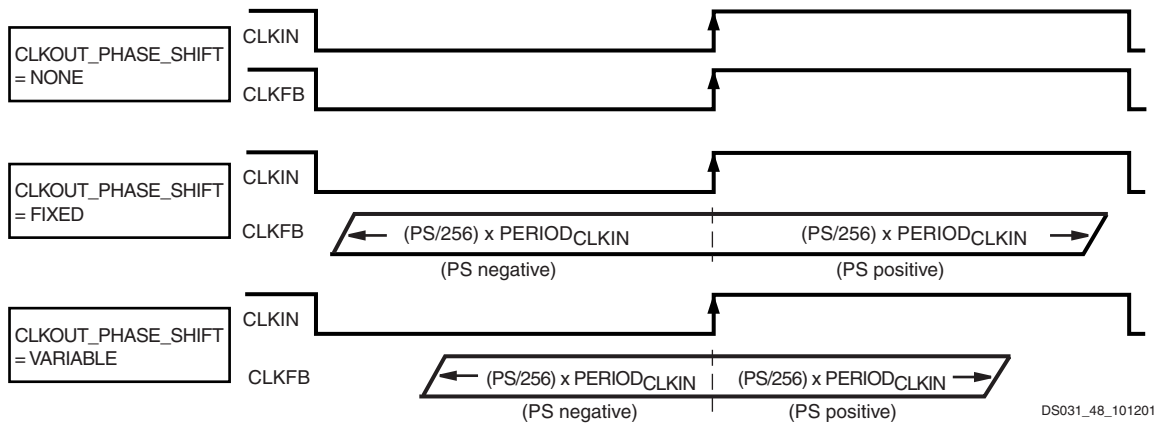 CLKOUT_PHASE_SHIFT
= NONE
CLKIN
CLKFB
CLKOUT_PHASE_SHIFT
= FIXED
CLKIN
CLKFB
(PS/256) x PERIODCLKIN
(PS/256) x PERIODCLKIN
(PS negative)
(PS positive)
CLKOUT_PHASE_SHIFT
= VARIABLE
CLKIN
CLKFB
(PS/256) x PERIODCLKIN
(PS/256) x PERIODCLKIN
(PS negative)
(PS positive)
DS031_48_101201